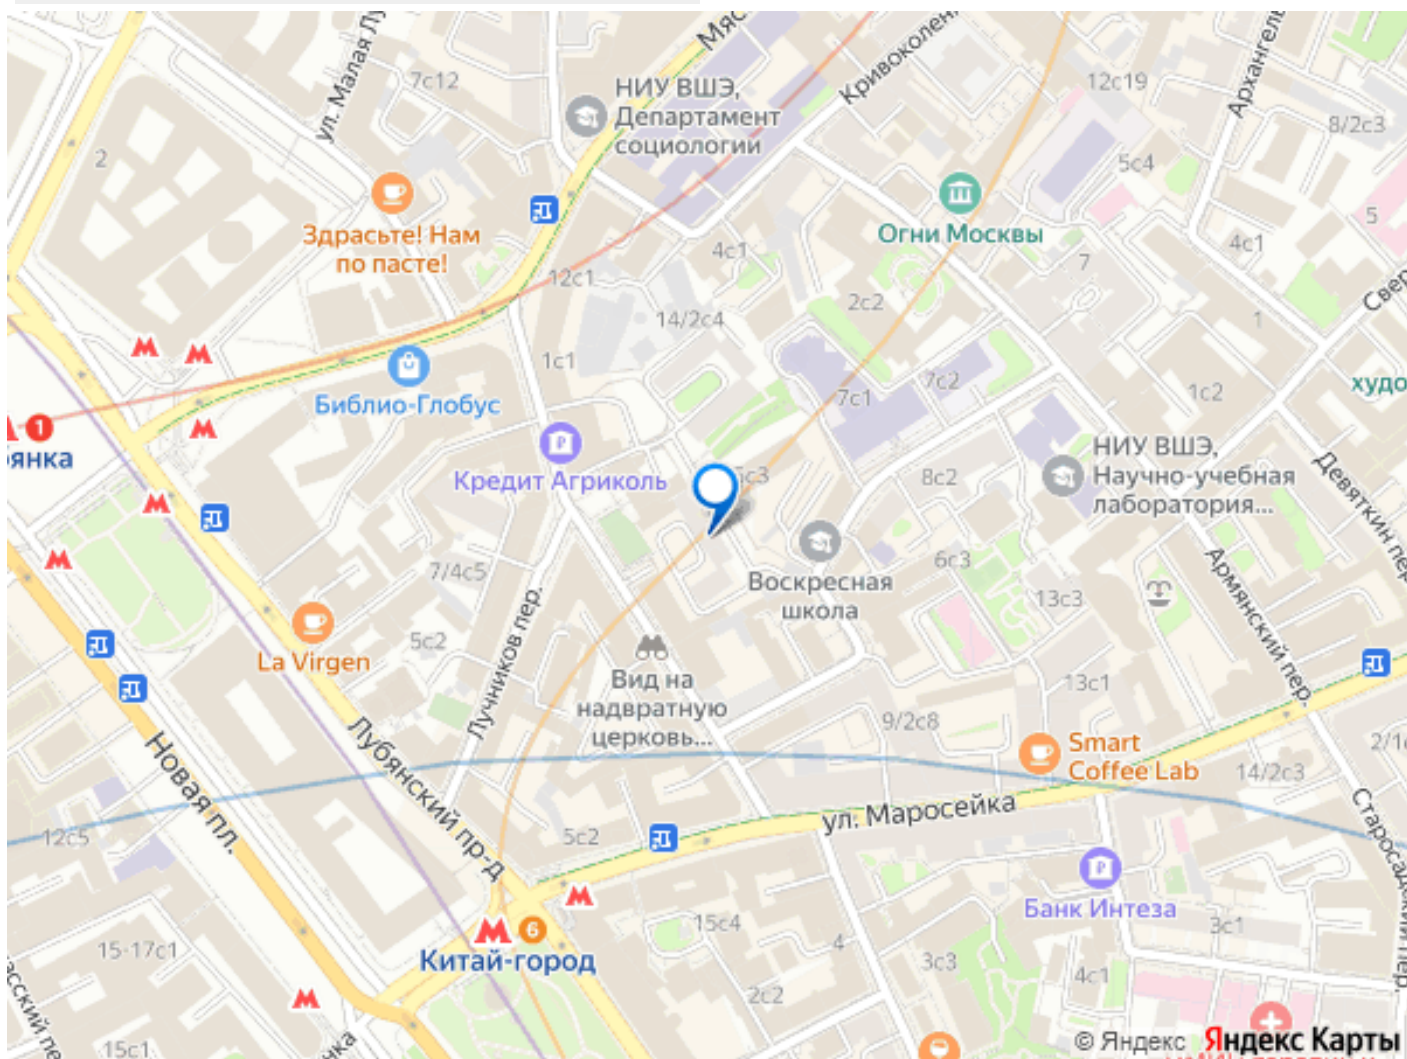 Мяс
ул. Малая Лу
7с12
НИУ ВШЭ,
Департамент
социологии
Кривоколен
12с19
Архангель
8/2с3
2
5с4
Здрасьте! Нам
по пасте!
Огни Москвы
5
4с1
4с1
7
12с1
2с2
Свер
14/2с4
1
1с1
7с2
худо
Библио-Глобус
7с1
1с2
1
янка
Кредит Агриколь
НИУ ВШЭ,
Научно-учебная
лаборатория...
8с2
Девяткин пер.
7/4с5
Воскресная
школа
6с3
13с3
Армянский пер.
Лучников пер.
5с2
La Virgen
Вид на
надвратную
церковь...
13с1
9/2с8
Новая пл.
Лубянский пр-д
Smart
Coffee Lab
14/2с3
ул. Маросейка
12с5
5с2
Банк Интеза
15с4
6
Китай-город
4
3с1
15-17с1
3с3
4с1
2с2
15с1
© Яндекс Яндекс Карты